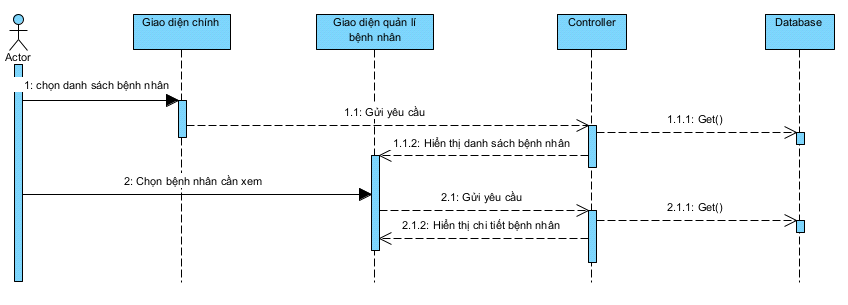 Giao diện chính
Giao diện quản lí
bệnh nhân
Controller
Database
Actor
1: chọn danh sách bệnh nhân
1.1: Gửi yêu cầu
1.1.1: Get()
1.1.2: Hiển thị danh sách bệnh nhân
2: Chọn bệnh nhân cần xem
2.1: Gửi yêu cầu
2.1.1: Get()
2.1.2: Hiển thị chi tiết bệnh nhân